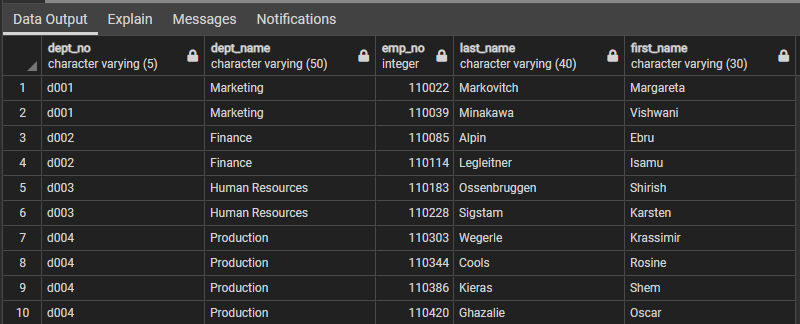 Data Output Explain Messages Notifications
dept_no dept_name emp_no last_name first_name
character varying (5) character varying (50) integer character varying (40) character varying (30)
1 d001 Marketing 110022 Markovitch Margareta
2 d001 Marketing 110039 Minakawa Vishwani
3 d002 Finance 110085 Alpin Ebru
4 d002 Finance 110114 Legleitner Isamu
5 d003 Human Resources 110183 Ossenbruggen Shirish
6 d003 Human Resources 110228 Sigstam Karsten
7 d004 Production 110303 Wegerle Krassimir
8 d004 Production 110344 Cools Rosine
9 d004 Production 110386 Kieras Shem
10 d004 Production 110420 Ghazalie Oscar